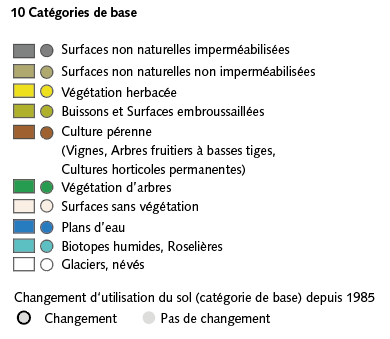 10 Catégories de base
Surfaces non naturelles imperméabilisées
Surfaces non naturelles non imperméabilisées
Végétation herbacée
Buissons et Surfaces embroussaillées
Culture pérenne
(Vignes, Arbres fruitiers à basses tiges,
Cultures horticoles permanentes)
Végétation d'arbres
Surfaces sans végétation
Plans d'eau
Biotopes humides, Roselières
Glaciers, névés
Changement d'utilisation du sol (catégorie de base) depuis 1985
Changement Pas de changement